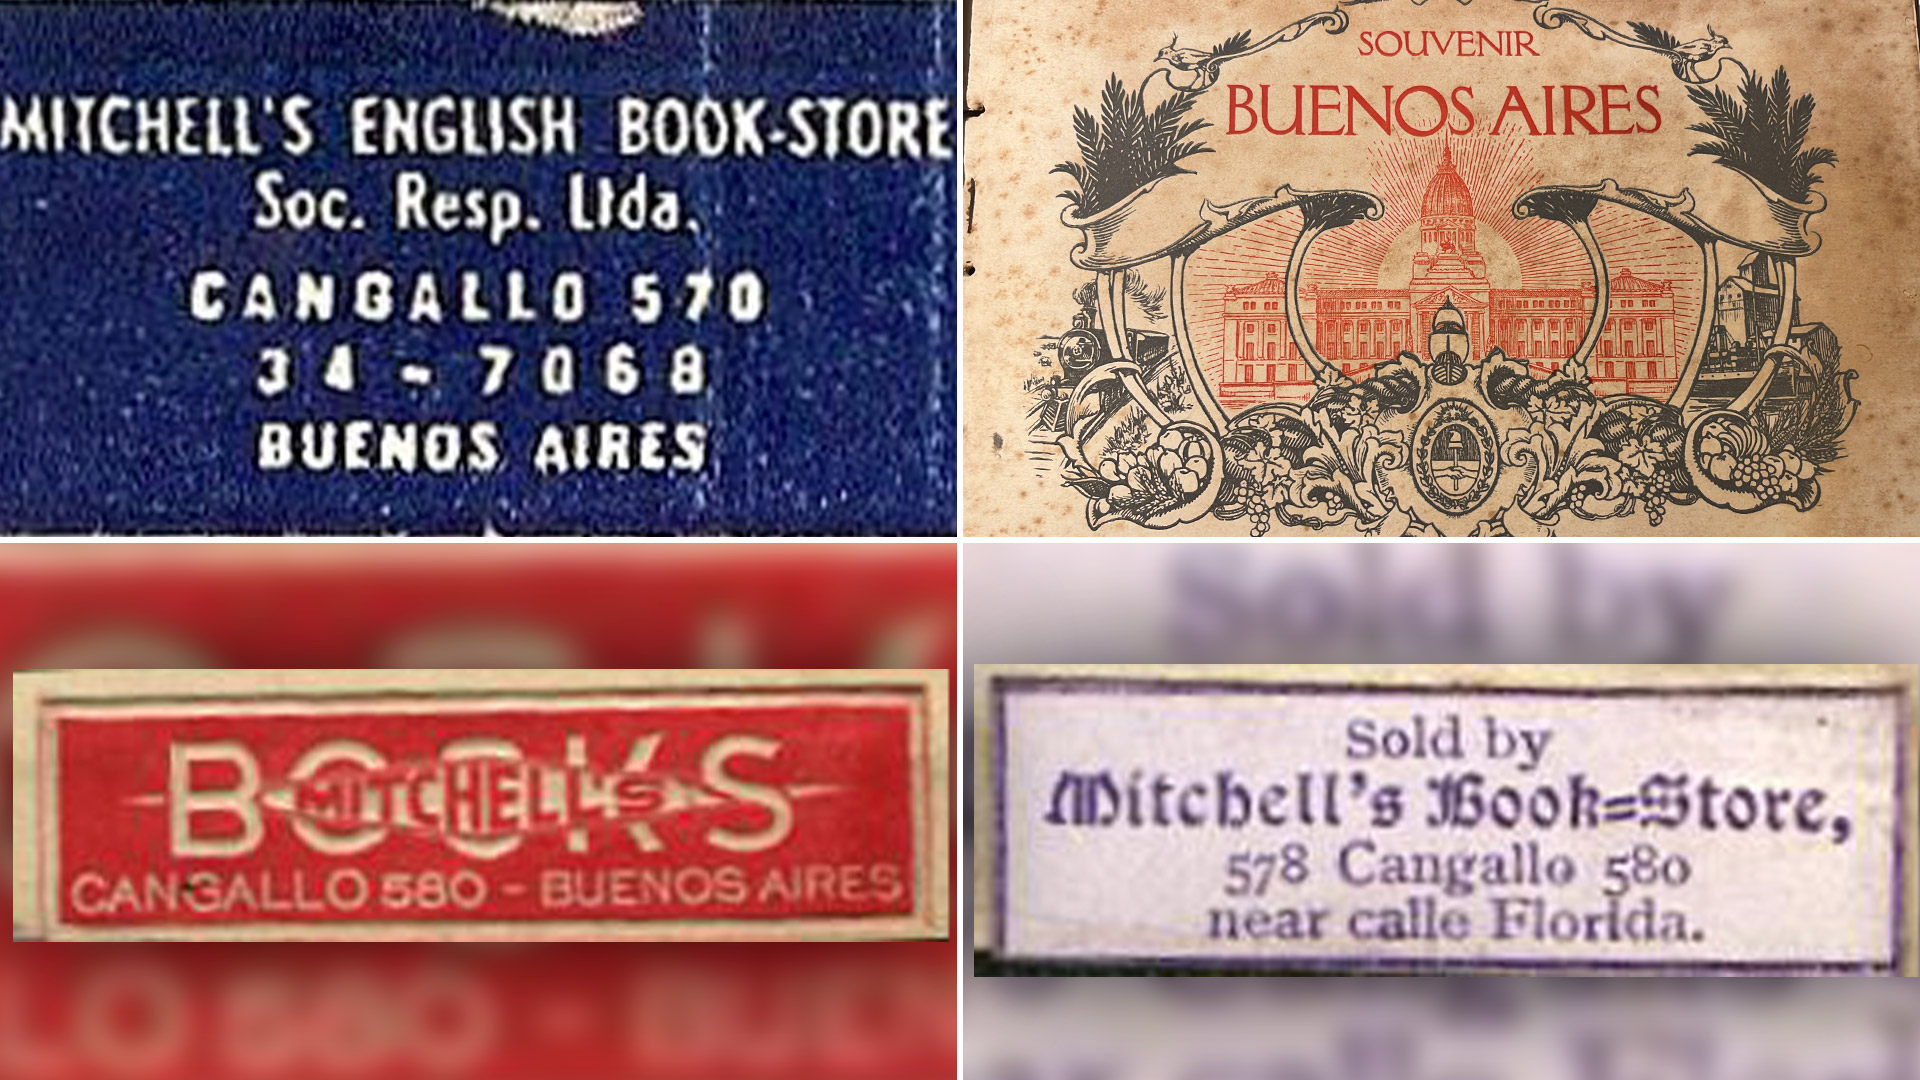 MITCHELL'S ENGLISH BOOK-STORE
Soc. Resp. Ltda.
CANGALLO 570
34 - 7068
BUENOS AIRES
SOUVENIR
BUENOS AIRES
BOOKS
MITCHELL'S
CANGALLO 580 - BUENOS AIRES
Sold by
Mitchell's Book=Store,
578 Cangallo 580
near calle Florida.